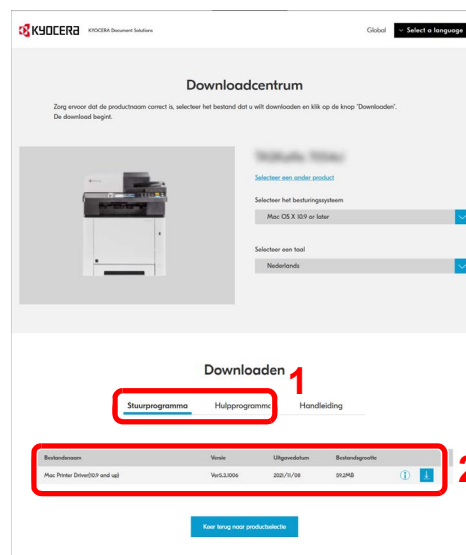 KYOCERA KYOCERA Document Solutions Global Select a language
Downloadcentrum
Zorg ervoor dat de productnaam correct is, selecteer het bestand dat u wilt downloaden en klik op de knop 'Downloaden'.
De download begint.
Selecteer een ander product
Selecteer het besturingssysteem
Mac OS X 10.9 or later
Selecteer een taal
Nederlands
Downloaden
1
Stuurprogramma Hulpprogramma Handleiding
Bestandsnaam Versie Uitgavedatum Bestandsgrootte
Mac Printer Driver(10.9 and up) Ver5.3.1006 2021/11/09 59.2MB
2
Keer terug naar productselectie